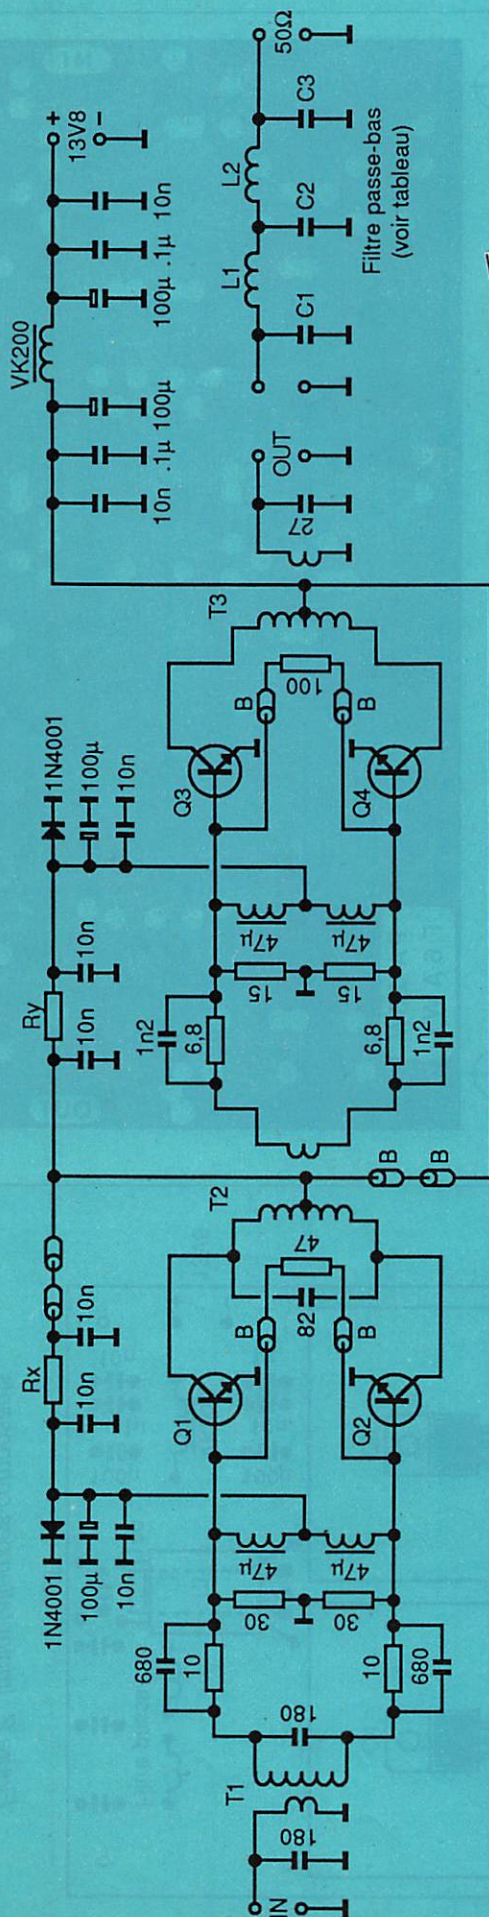 1N4001
100µ
10n
Rx
10n
10n
Ry
10n
10n
1N4001
100µ
10n
VK200
10n
.1µ
100µ
100µ
.1µ
10n
+
13V8
−
IN
180
T1
180
680
10
10
680
30
30
47µ
47µ
Q1
Q2
B
B
82
47
T2
B
B
1n2
6,8
6,8
1n2
15
15
47µ
47µ
Q3
Q4
B
B
100
T3
27
OUT
L1
L2
C1
C2
C3
50Ω
Filtre passe-bas
(voir tableau)